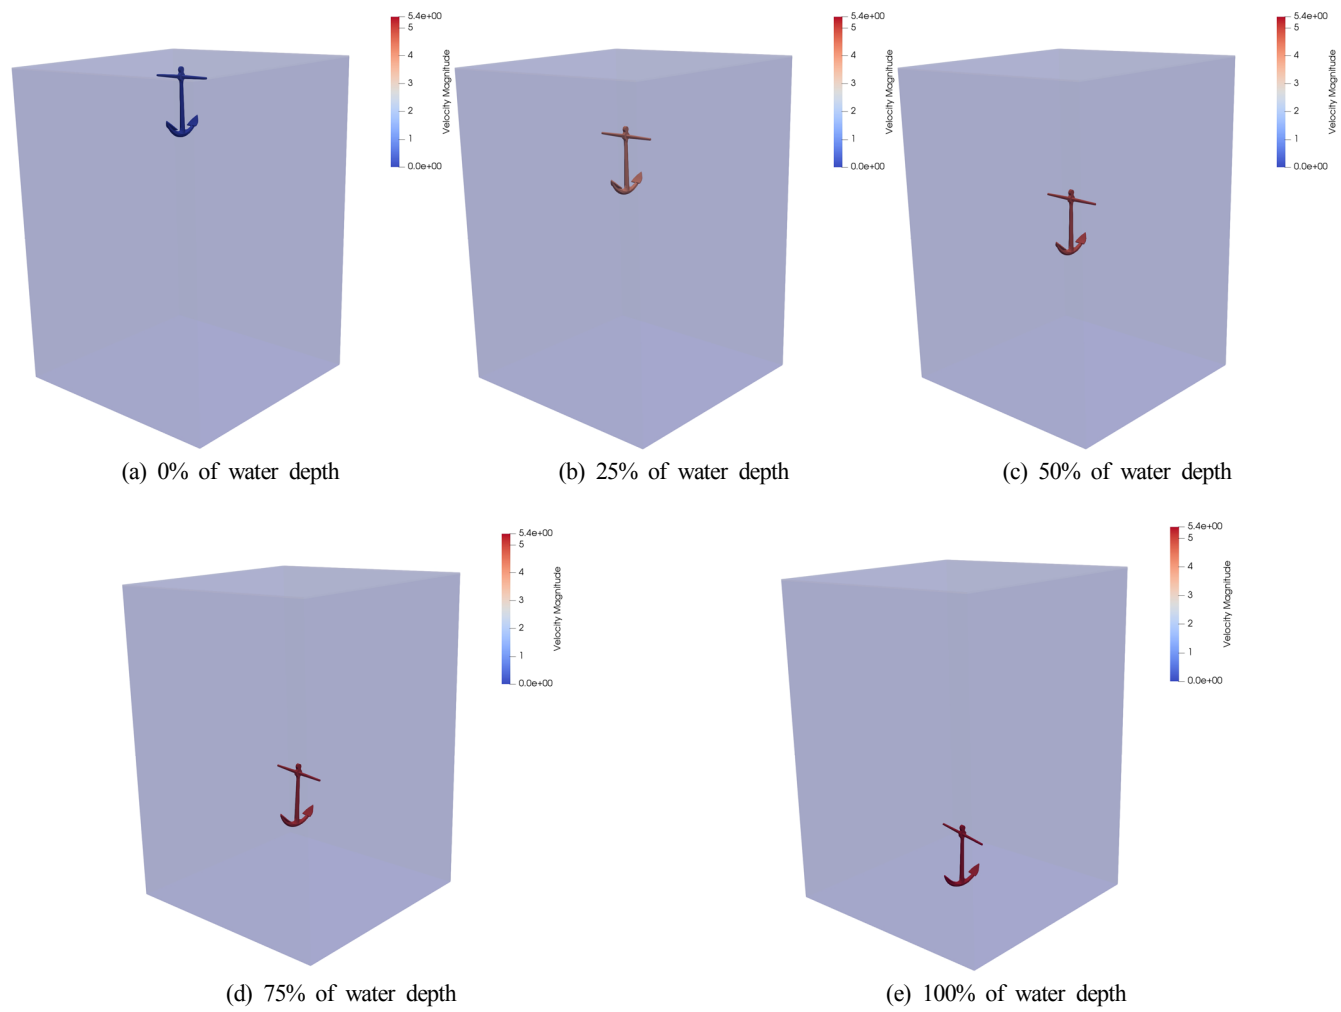 5.4e+00
5
4
3
2
1
0.0e+00
Velocity Magnitude
5.4e+00
5
4
3
2
1
0.0e+00
Velocity Magnitude
5.4e+00
5
4
3
2
1
0.0e+00
Velocity Magnitude
(a) 0% of water depth
(b) 25% of water depth
(c) 50% of water depth
5.4e+00
5
4
3
2
1
0.0e+00
Velocity Magnitude
5.4e+00
5
4
3
2
1
0.0e+00
Velocity Magnitude
(d) 75% of water depth
(e) 100% of water depth